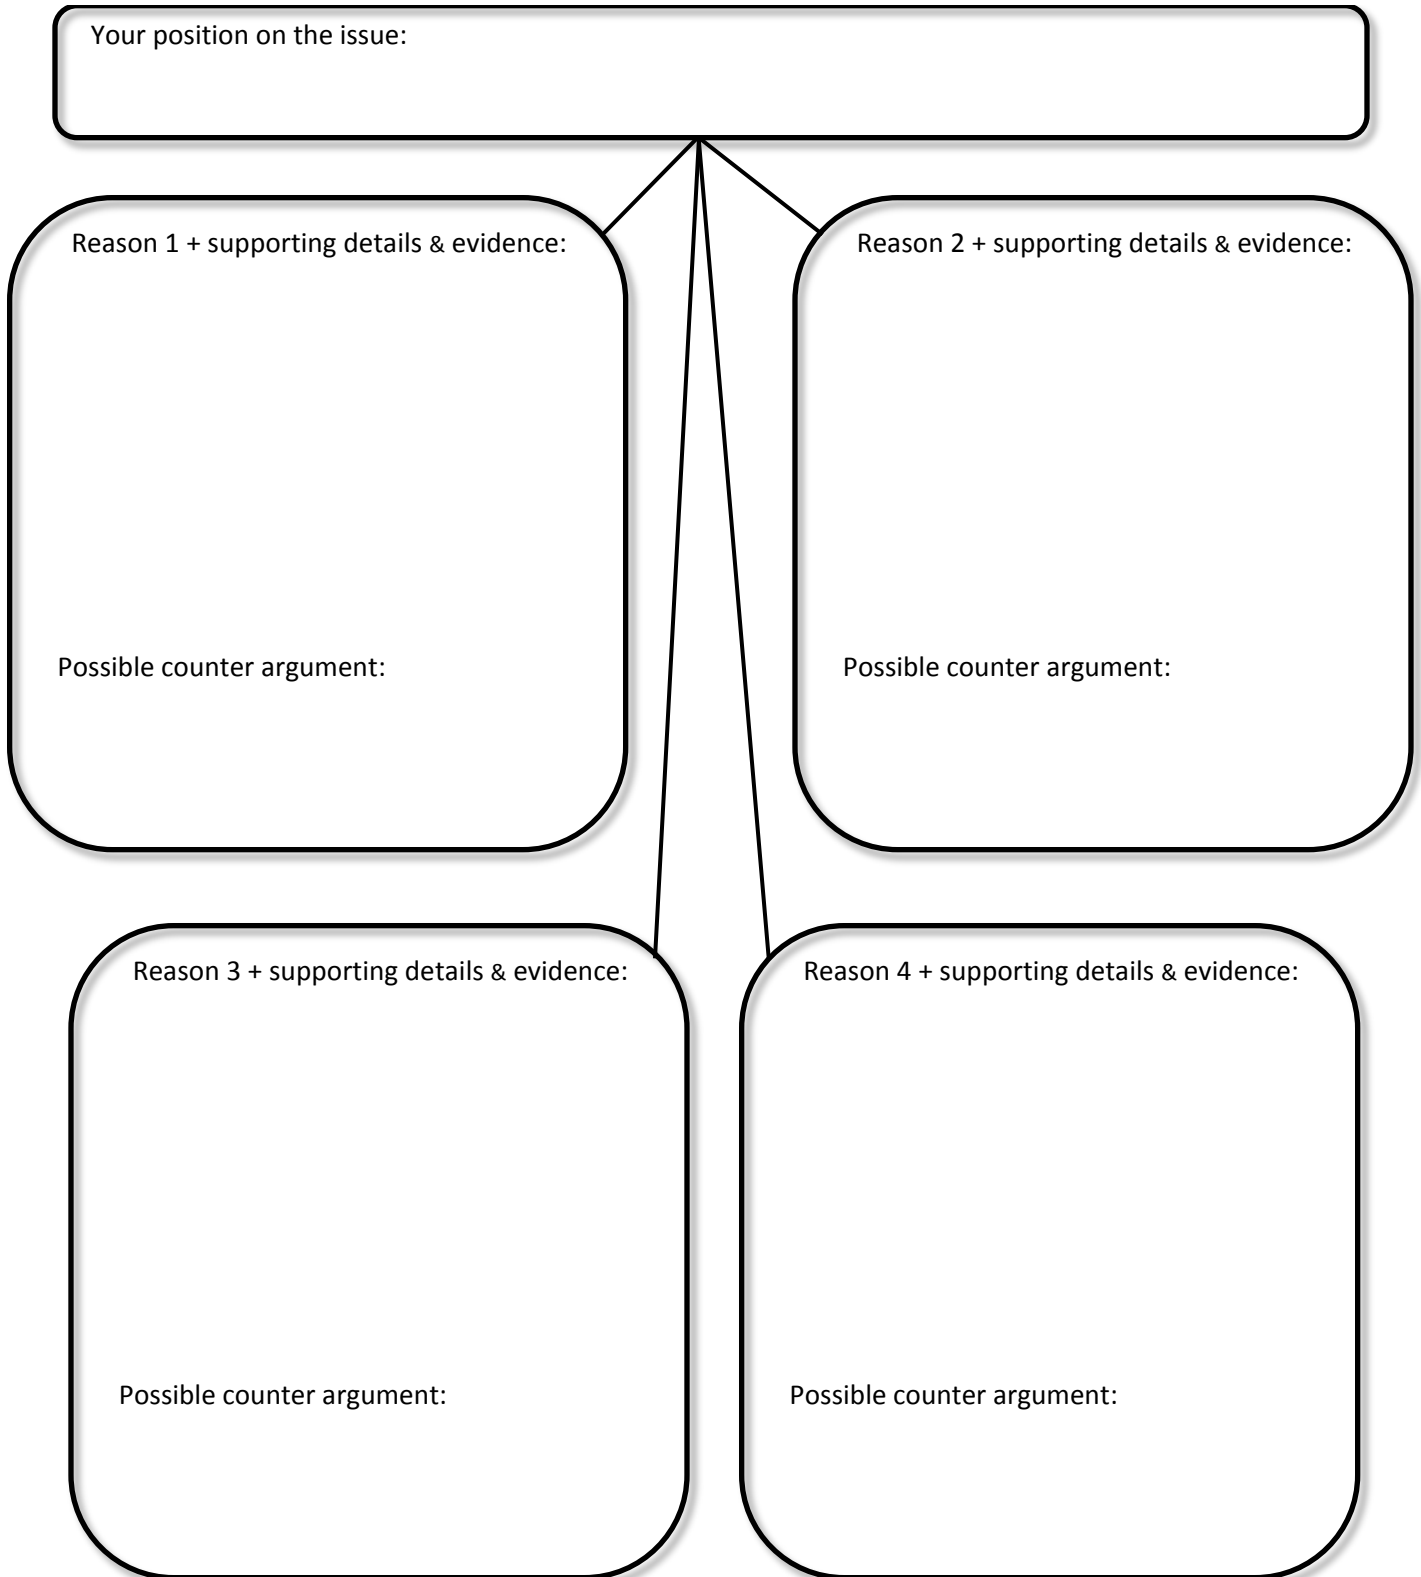 Your position on the issue:
Reason 1 + supporting details & evidence:
Possible counter argument:
Reason 2 + supporting details & evidence:
Possible counter argument:
Reason 3 + supporting details & evidence:
Possible counter argument:
Reason 4 + supporting details & evidence:
Possible counter argument: